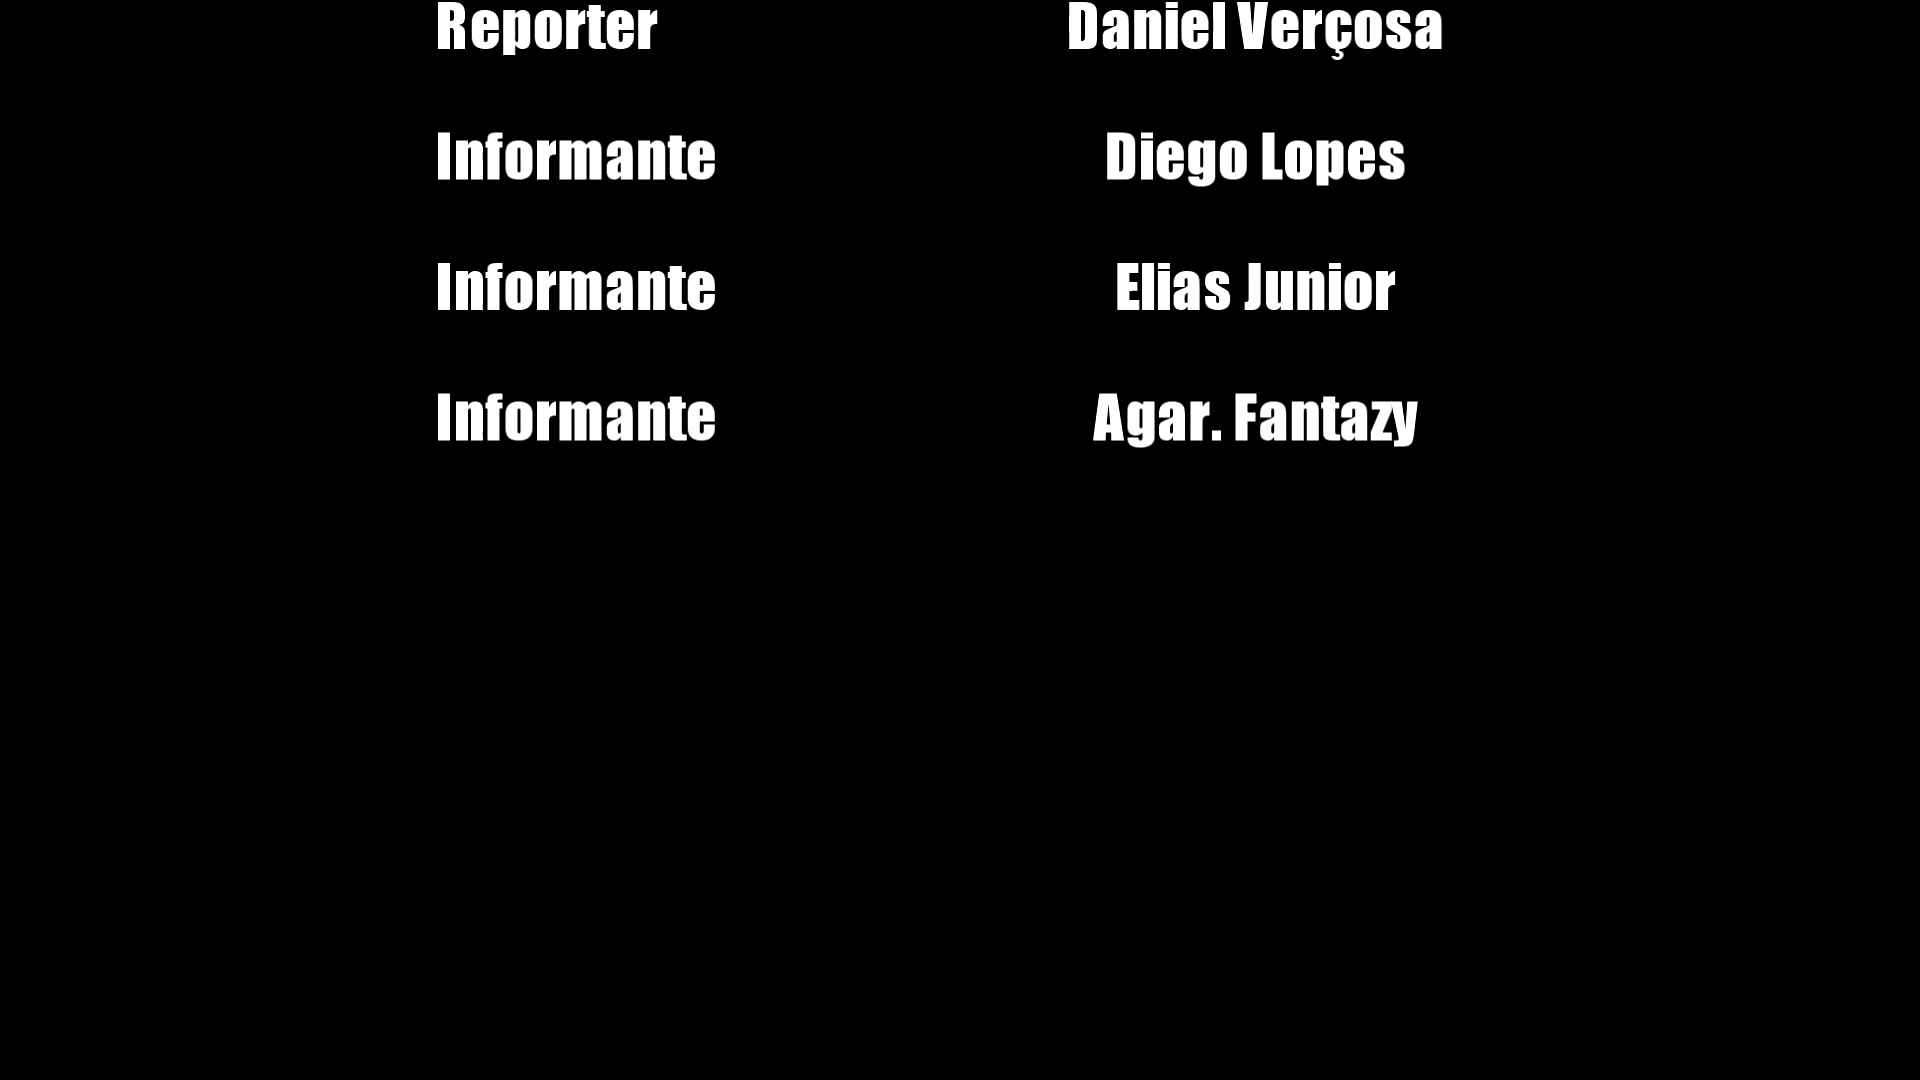 Reporter Daniel Verçosa
Informante Diego Lopes
Informante Elias Junior
Informante Agar. Fantazy